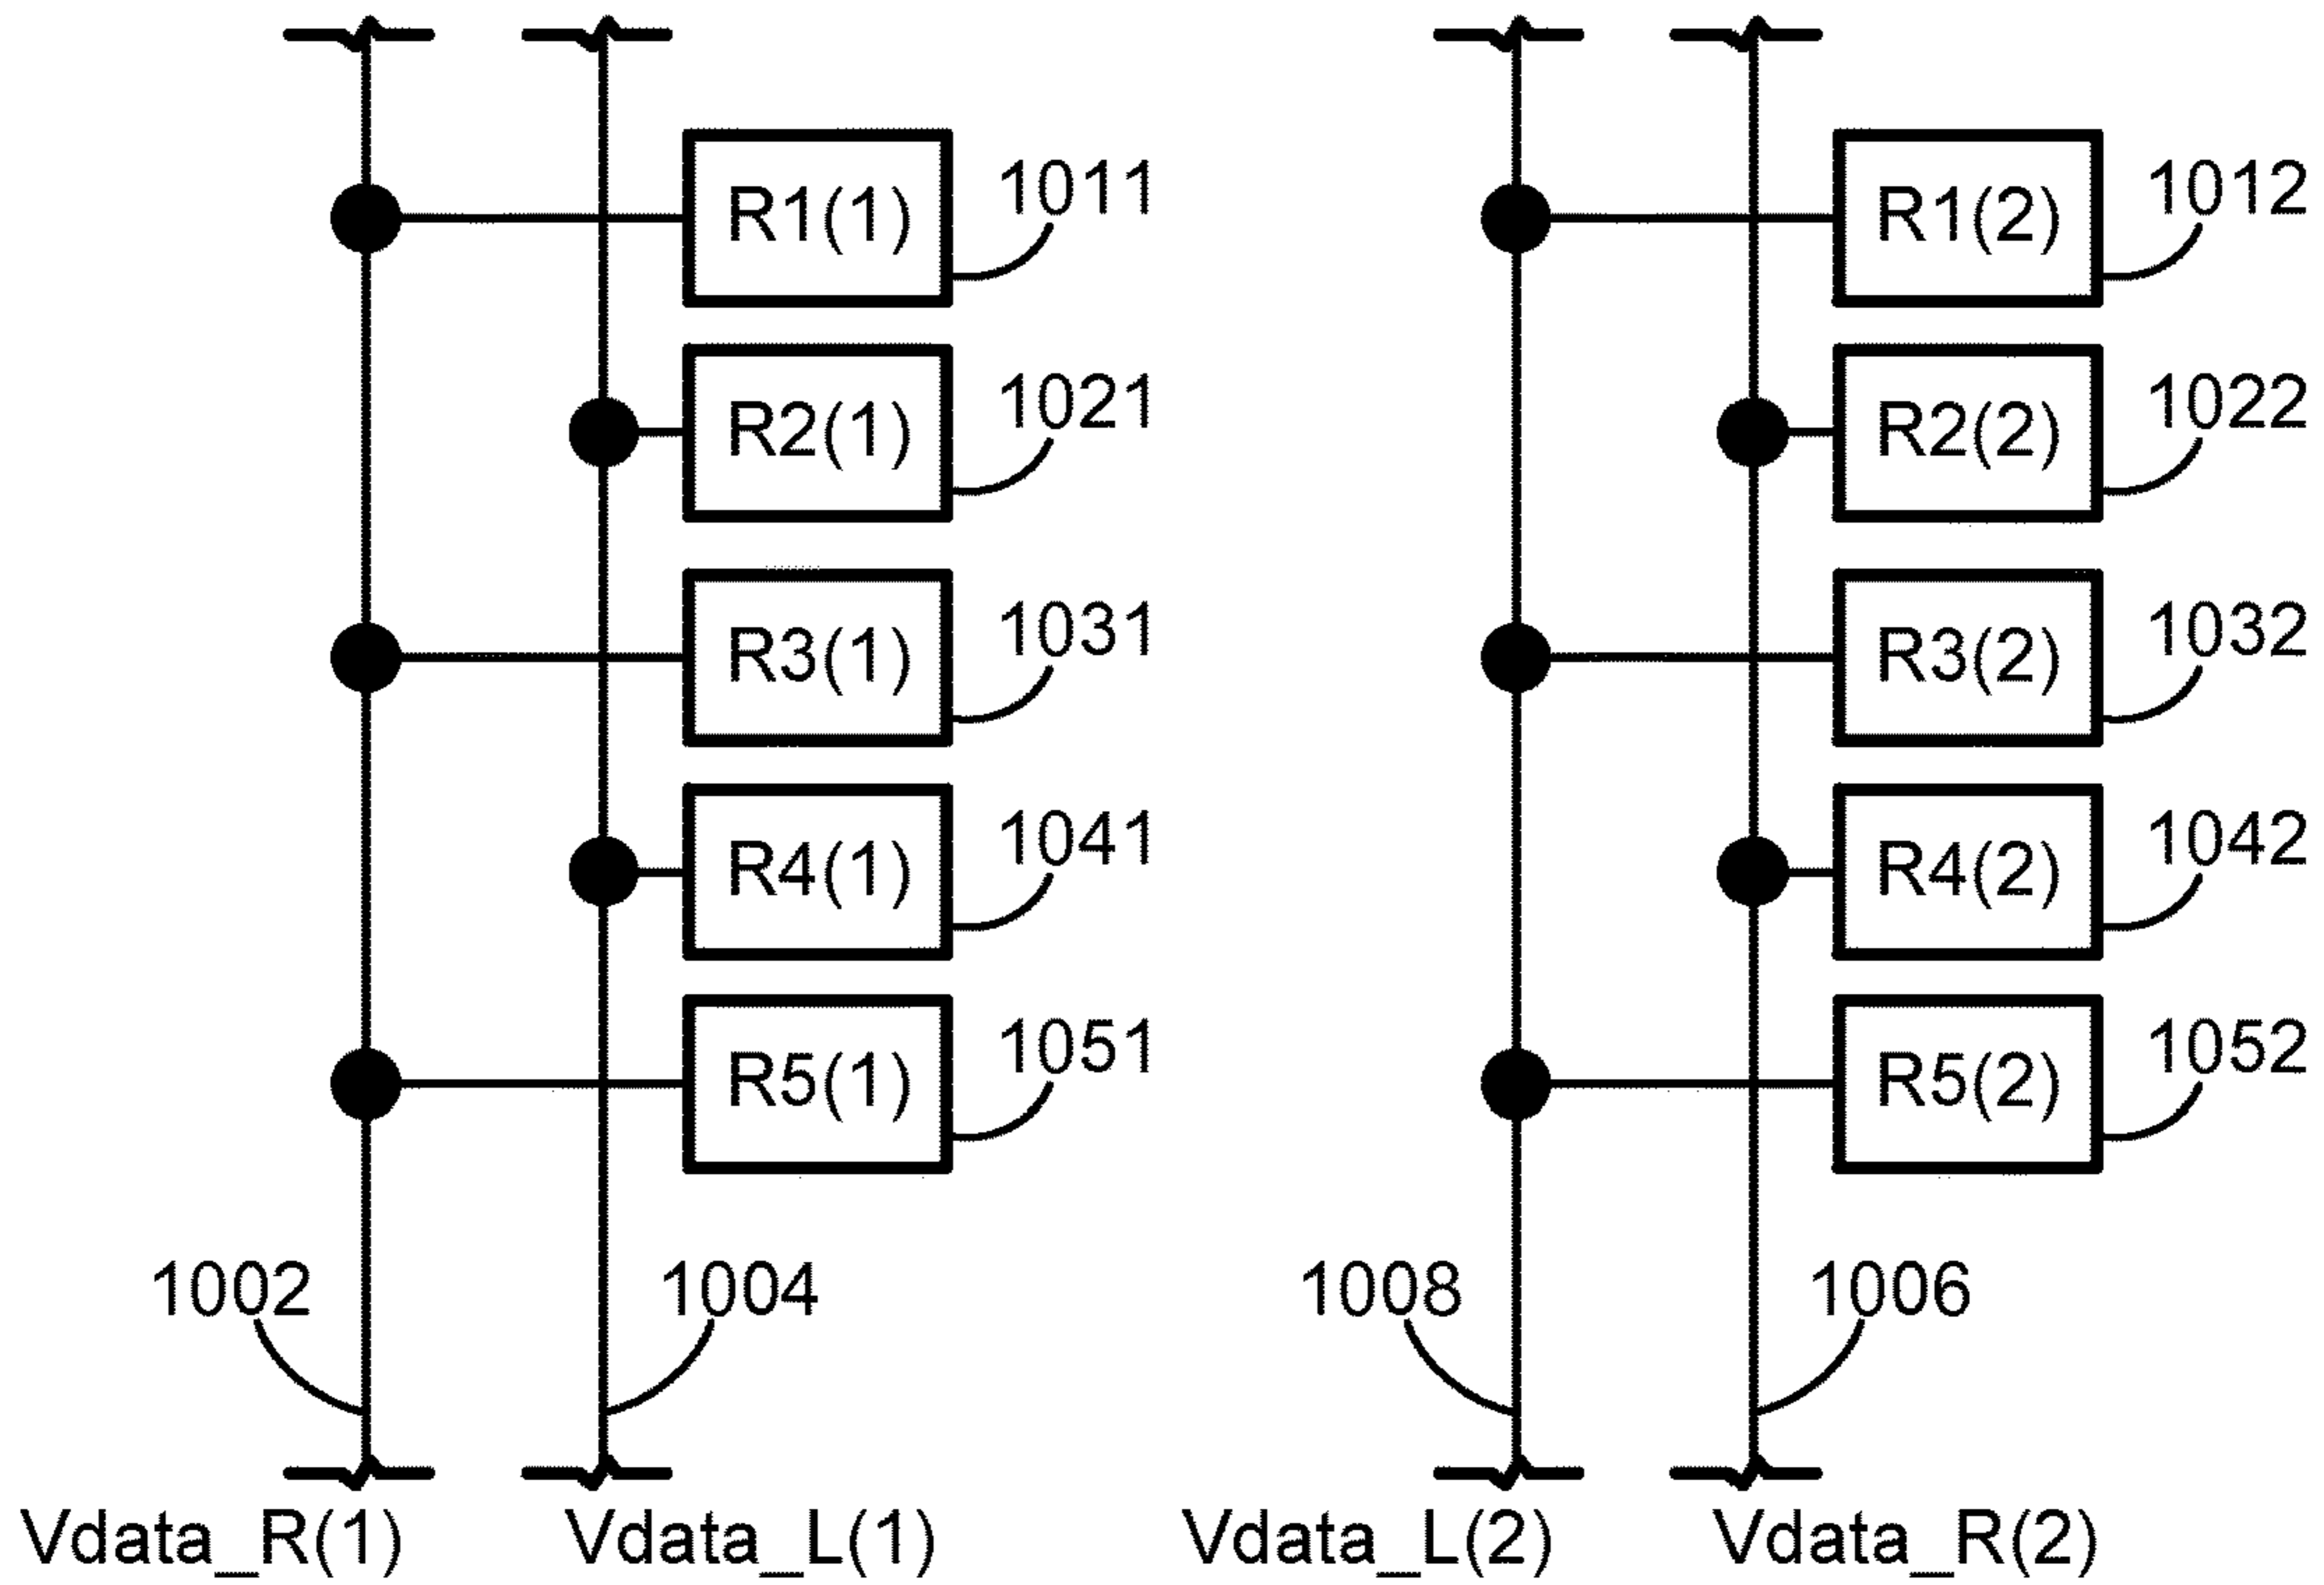 R1(1) 1011 R1(2) 1012
R2(1) 1021 R2(2) 1022
R3(1) 1031 R3(2) 1032
R4(1) 1041 R4(2) 1042
R5(1) 1051 R5(2) 1052
1002 1004 1008 1006
Vdata_R(1) Vdata_L(1) Vdata_L(2) Vdata_R(2)